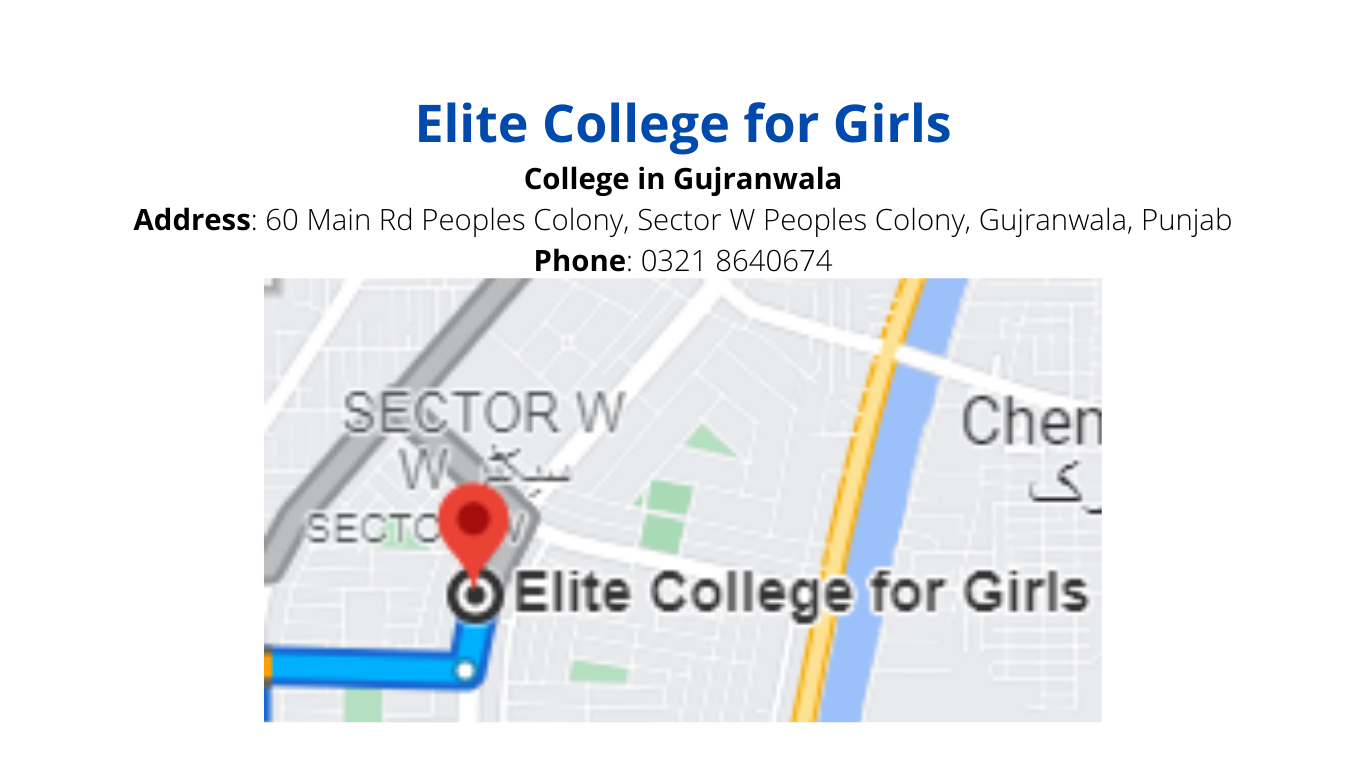 Elite College for Girls
College in Gujranwala
Address: 60 Main Rd Peoples Colony, Sector W Peoples Colony, Gujranwala, Punjab
Phone: 0321 8640674
SECTOR W
Chen
W
Elite College for Girls